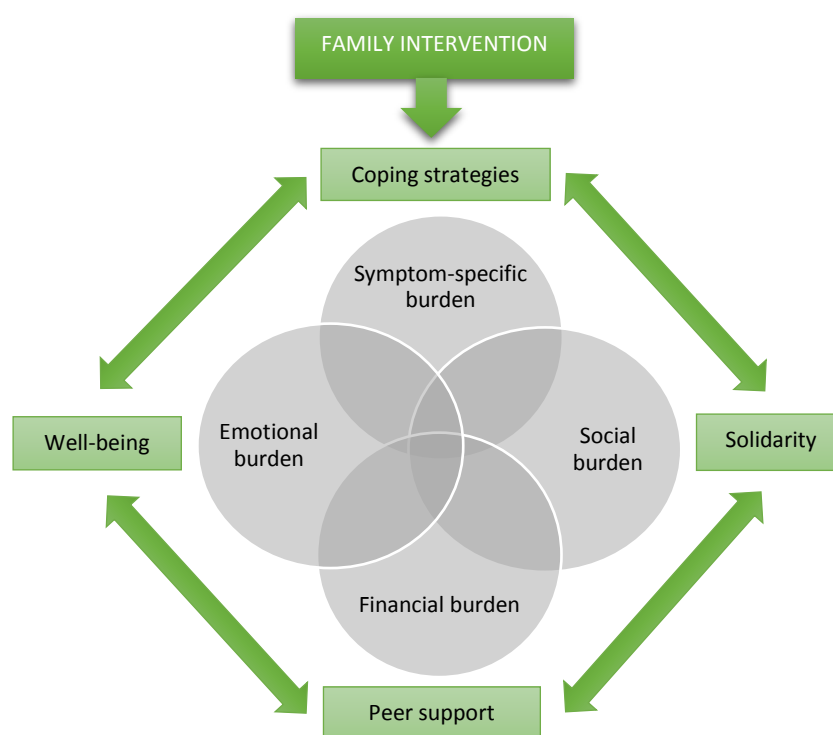 FAMILY INTERVENTION
Coping strategies
Symptom-specific
burden
Well-being
Emotional
burden
Social
burden
Solidarity
Financial burden
Peer support